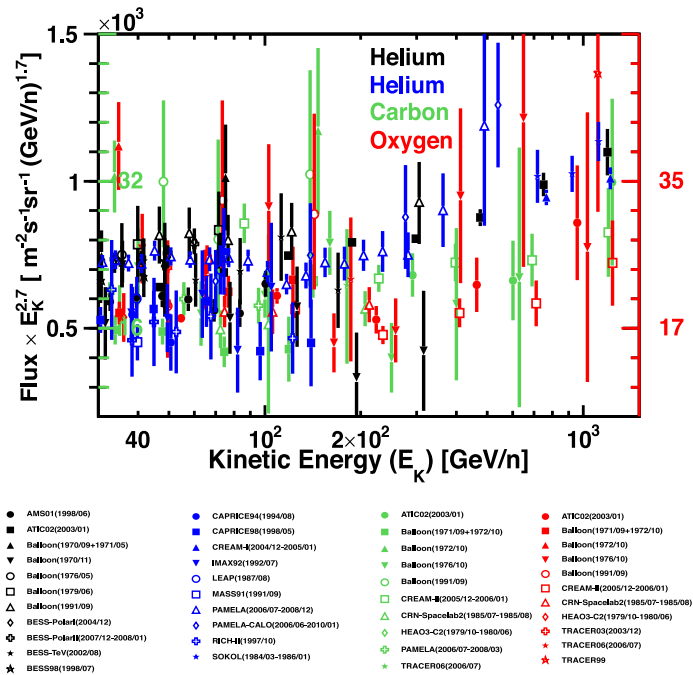 ×10³
1.5
Helium
Helium
Carbon
Oxygen
1
32
35
0.5
16
17
Flux × E_K^2.7 [ m⁻²s⁻¹sr⁻¹ (GeV/n)^1.7
40
10²
2×10²
10³
Kinetic Energy (E_K) [GeV/n]
AMS01(1998/06)
ATIC02(2003/01)
Balloon(1970/09+1971/05)
Balloon(1970/11)
Balloon(1976/05)
Balloon(1979/06)
Balloon(1991/09)
BESS-PolarI(2004/12)
BESS-PolarII(2007/12-2008/01)
BESS-TeV(2002/08)
BESS98(1998/07)
CAPRICE94(1994/08)
CAPRICE98(1998/05)
CREAM-I(2004/12-2005/01)
IMAX92(1992/07)
LEAP(1987/08)
MASS91(1991/09)
PAMELA(2006/07-2008/12)
PAMELA-CALO(2006/06-2010/01)
RICH-II(1997/10)
SOKOL(1984/03-1986/01)
ATIC02(2003/01)
Balloon(1971/09+1972/10)
Balloon(1972/10)
Balloon(1976/10)
Balloon(1991/09)
CREAM-II(2005/12-2006/01)
CRN-Spacelab2(1985/07-1985/08)
HEAO3-C2(1979/10-1980/06)
PAMELA(2006/07-2008/03)
TRACER06(2006/07)
ATIC02(2003/01)
Balloon(1971/09+1972/10)
Balloon(1972/10)
Balloon(1976/10)
Balloon(1991/09)
CREAM-II(2005/12-2006/01)
CRN-Spacelab2(1985/07-1985/08)
HEAO3-C2(1979/10-1980/06)
TRACER03(2003/12)
TRACER06(2006/07)
TRACER99